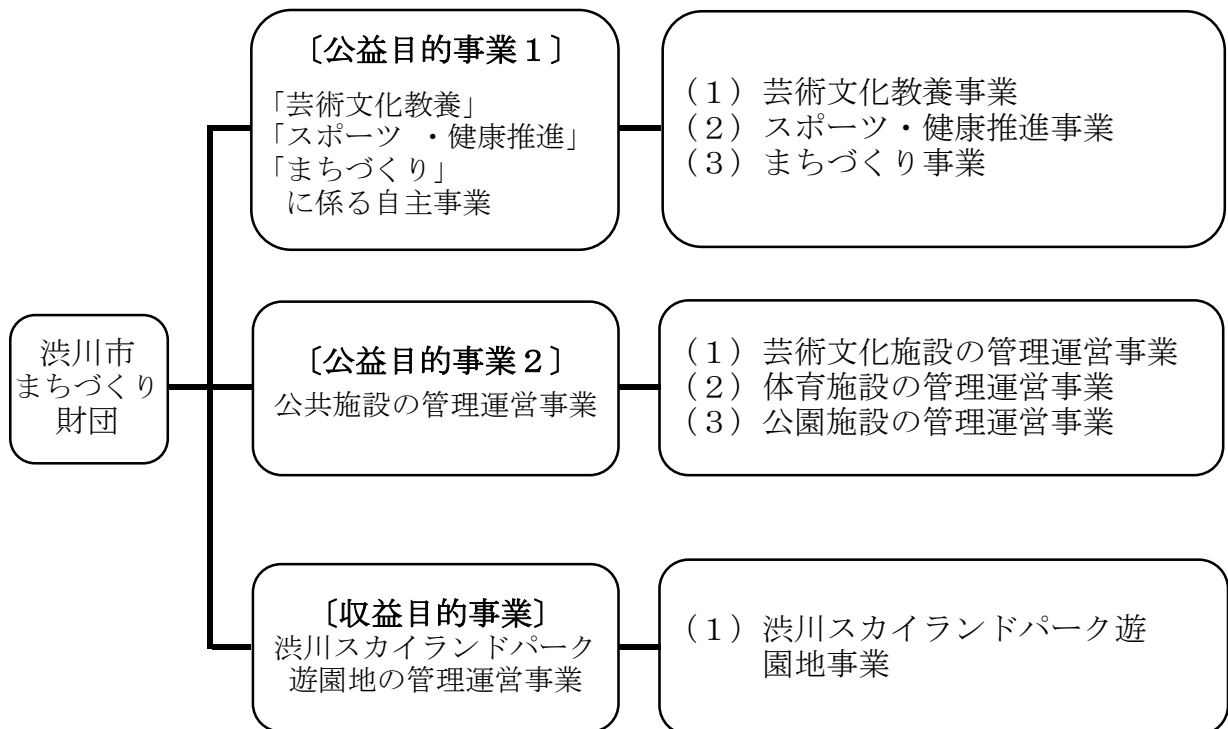 渋川市
まちづくり
財団
〔公益目的事業１〕
「芸術文化教養」
「スポーツ ・健康推進」
「まちづくり」
に係る自主事業
（１）芸術文化教養事業
（２）スポーツ・健康推進事業
（３）まちづくり事業
〔公益目的事業２〕
公共施設の管理運営事業
（１）芸術文化施設の管理運営事業
（２）体育施設の管理運営事業
（３）公園施設の管理運営事業
〔収益目的事業〕
渋川スカイランドパーク
遊園地の管理運営事業
（１）渋川スカイランドパーク遊
園地事業